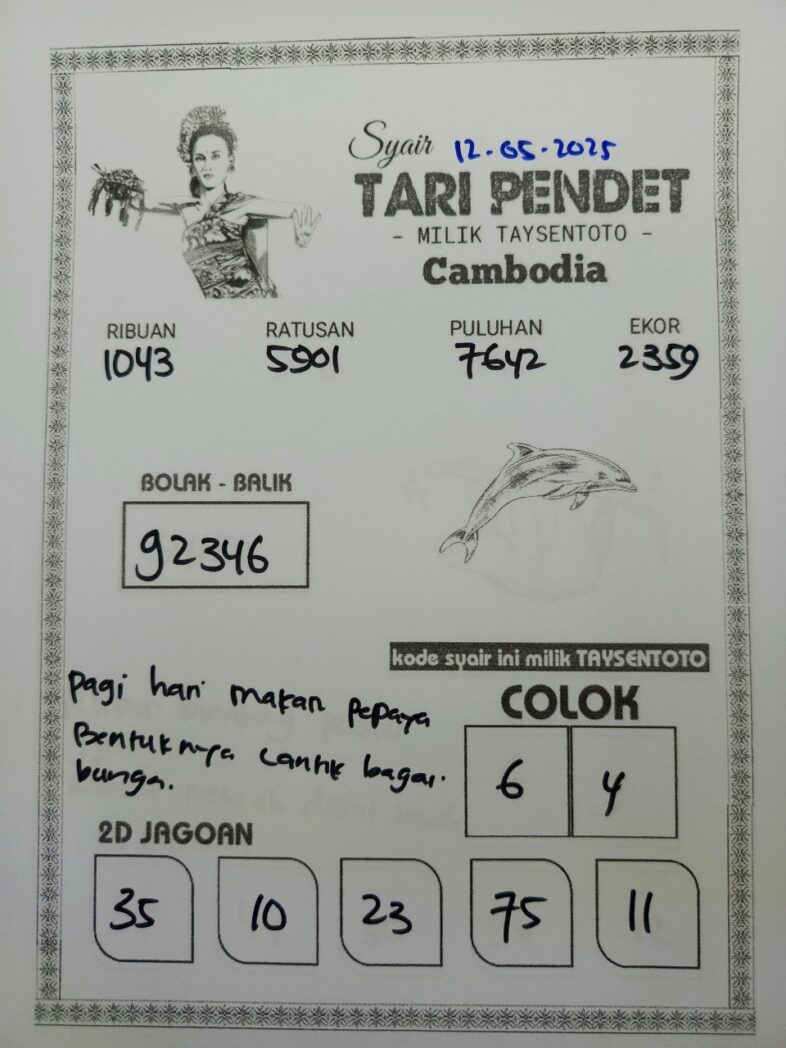 Syair 12.05.2025
TARI PENDET
- MILIK TAYSENTOTO -
Cambodia
RIBUAN RATUSAN PULUHAN EKOR
1043 5901 7642 2359
BOLAK - BALIK
92346
kode syair ini milik TAYSENTOTO
Pagi hari makan pepaya
Bentuknya cantik bagai
bunga.
COLOK
6 4
2D JAGOAN
35 10 23 75 11